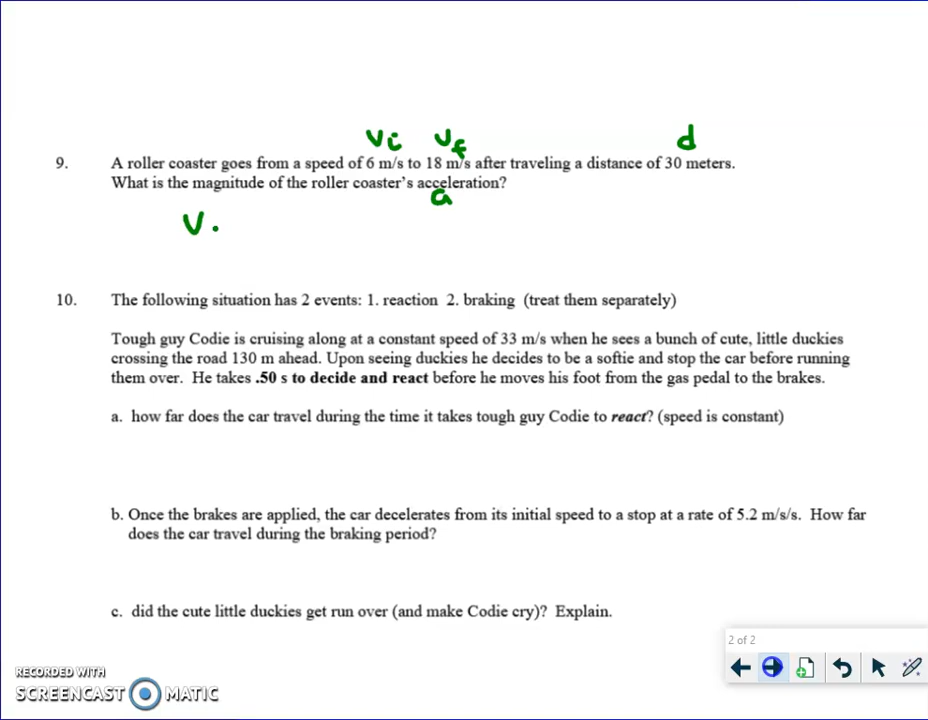 vi vf d
9. A roller coaster goes from a speed of 6 m/s to 18 m/s after traveling a distance of 30 meters.
What is the magnitude of the roller coaster's acceleration?
a
V.
10. The following situation has 2 events: 1. reaction 2. braking (treat them separately)
Tough guy Codie is cruising along at a constant speed of 33 m/s when he sees a bunch of cute, little duckies
crossing the road 130 m ahead. Upon seeing duckies he decides to be a softie and stop the car before running
them over. He takes .50 s to decide and react before he moves his foot from the gas pedal to the brakes.
a. how far does the car travel during the time it takes tough guy Codie to react? (speed is constant)
b. Once the brakes are applied, the car decelerates from its initial speed to a stop at a rate of 5.2 m/s/s. How far
does the car travel during the braking period?
c. did the cute little duckies get run over (and make Codie cry)? Explain.
2 of 2
RECORDED WITH
SCREENCAST MATIC